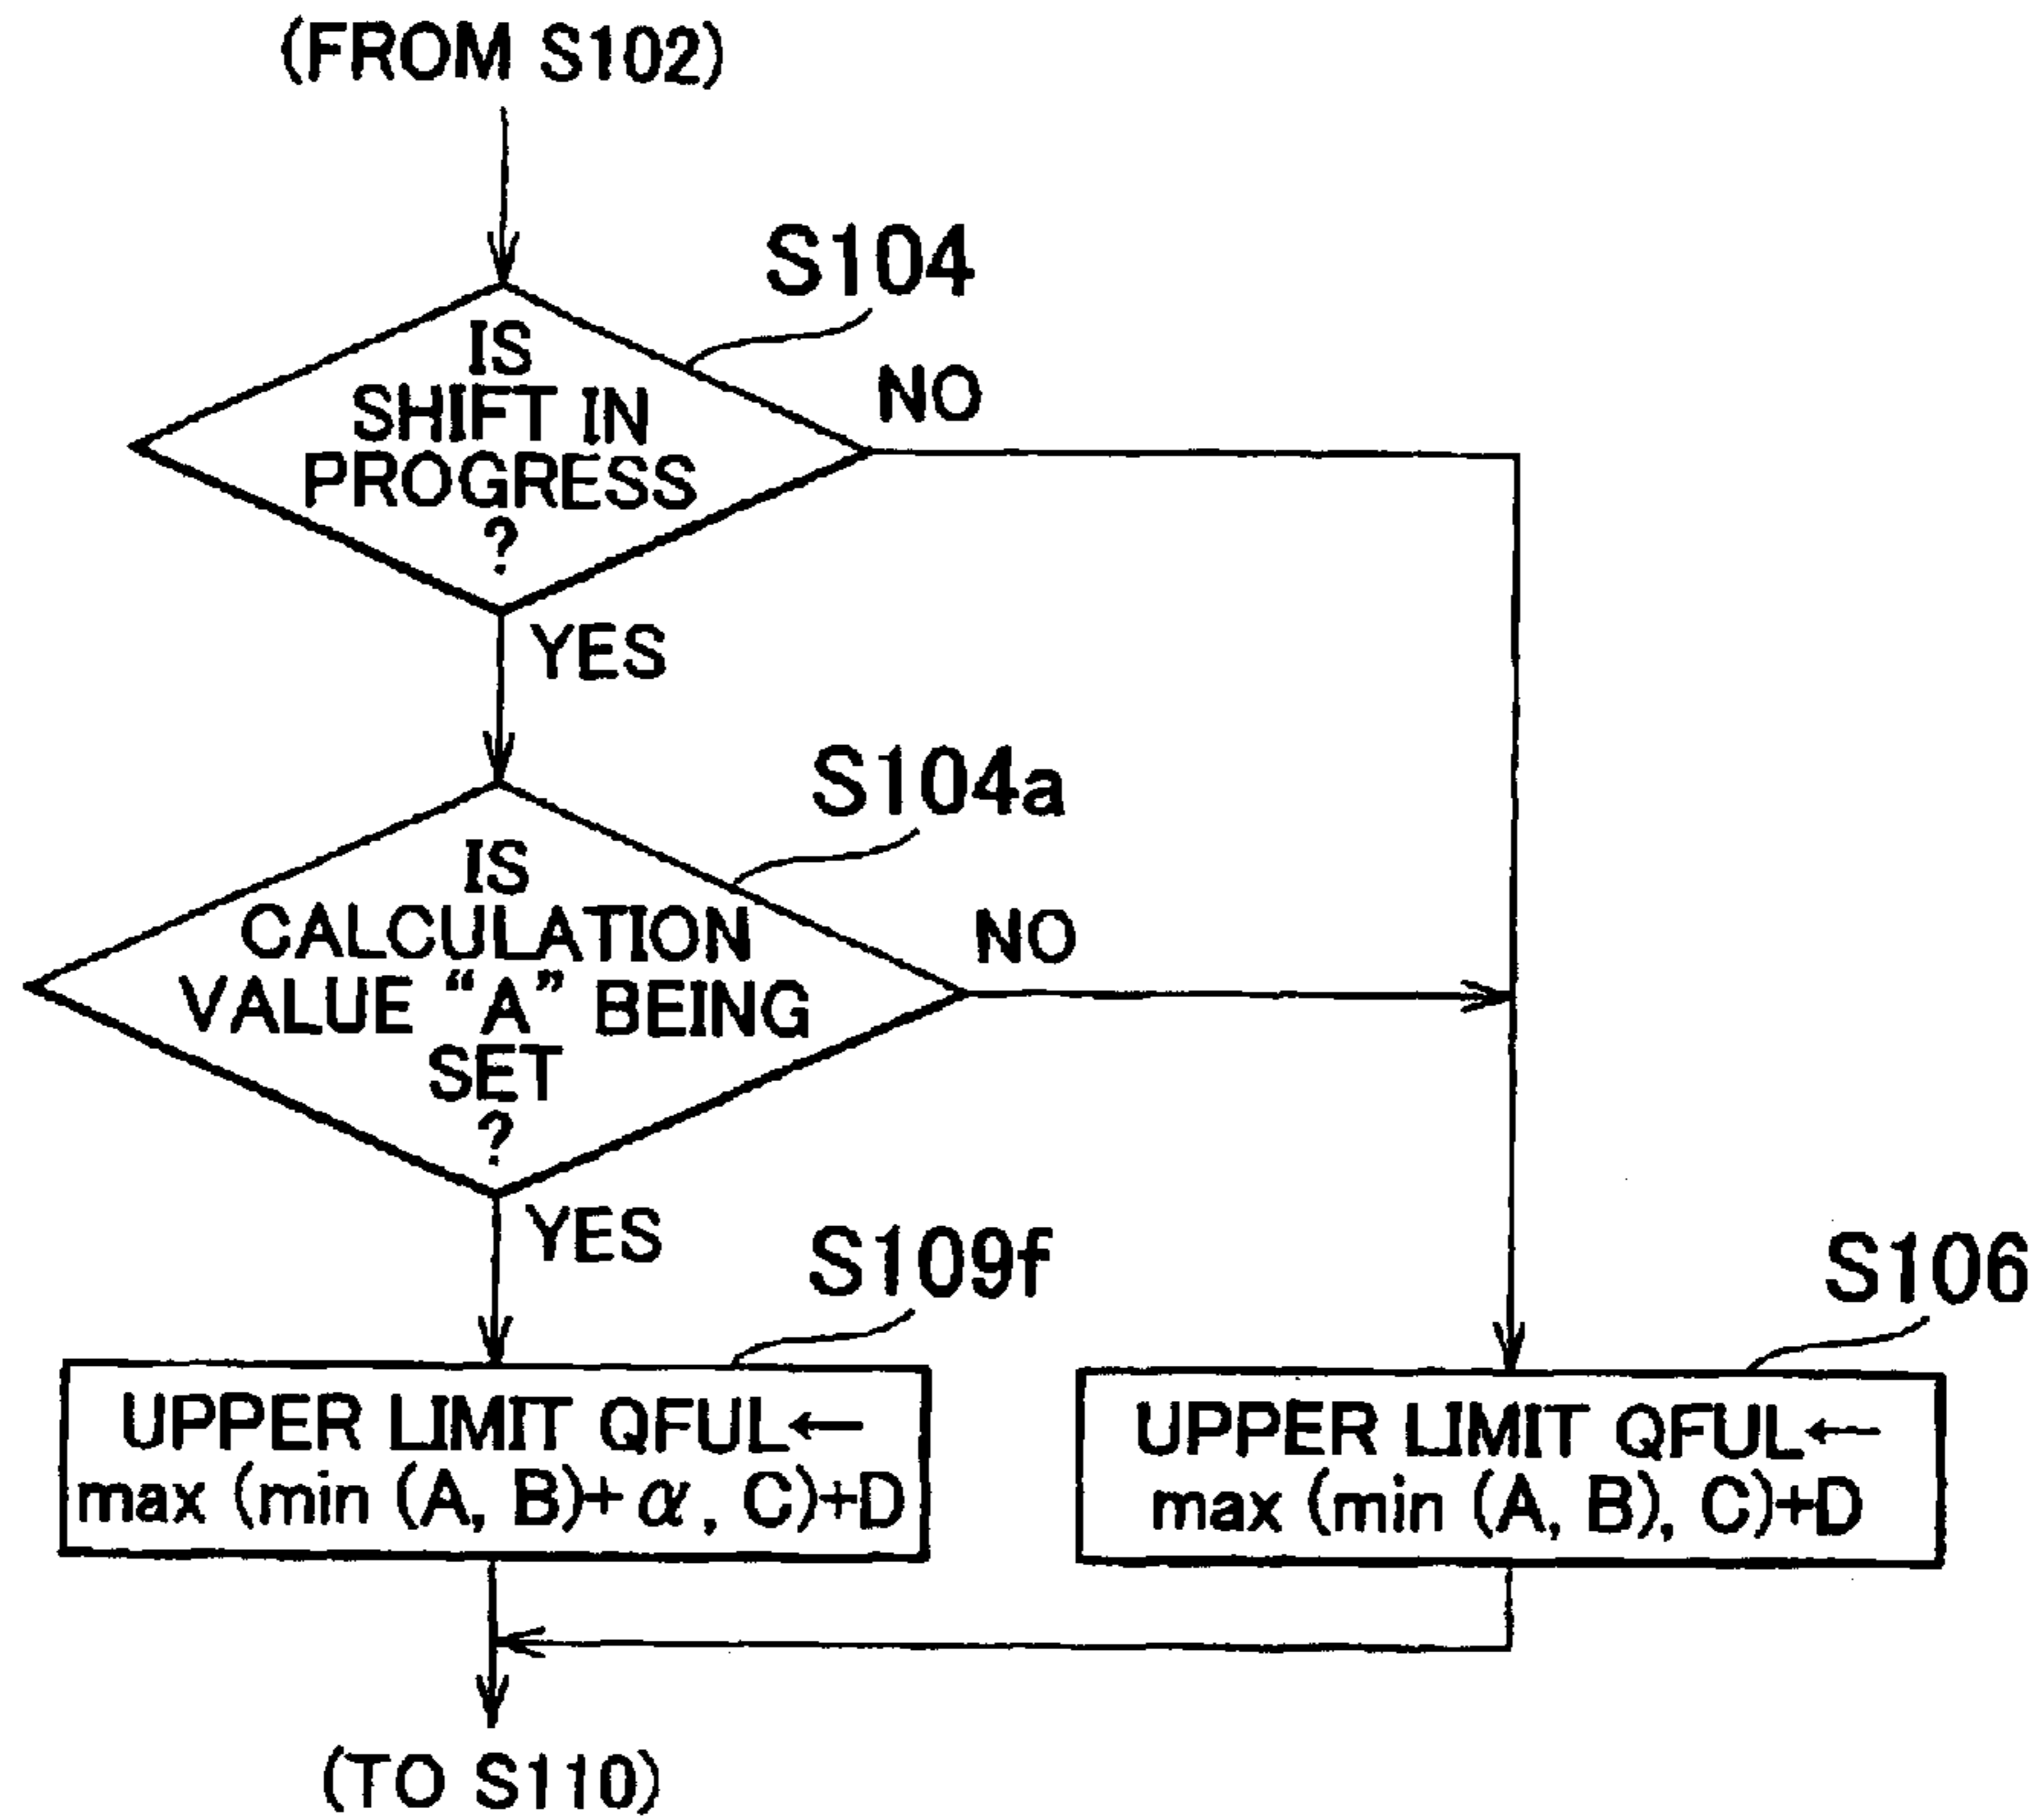 (FROM S102)
S104
IS
SHIFT IN
PROGRESS
?
NO
YES
S104a
IS
CALCULATION
VALUE “A” BEING
SET
?
NO
YES
S109f
UPPER LIMIT QFUL←
max (min (A, B)+α, C)+D
S106
UPPER LIMIT QFUL←
max (min (A, B), C)+D
(TO S110)